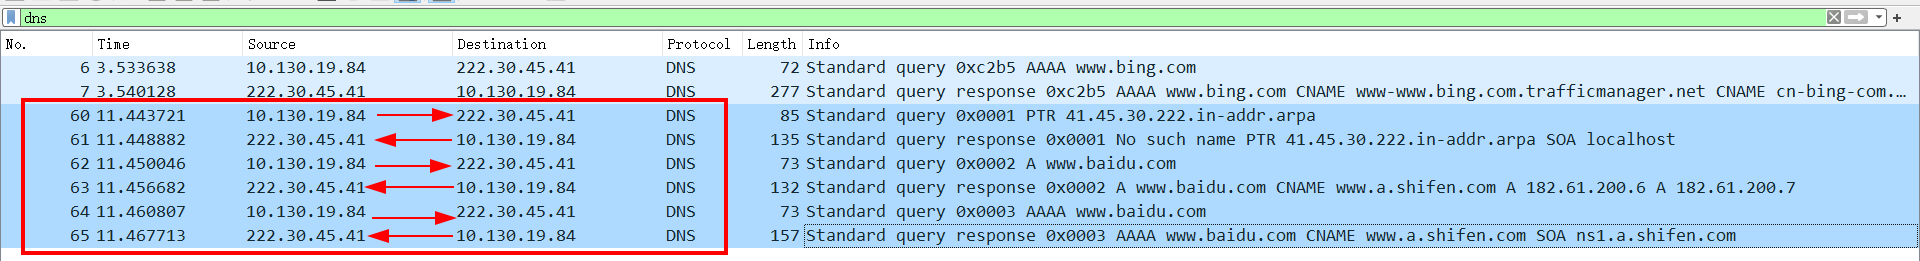 dns
No. Time Source Destination Protocol Length Info
6 3.533638 10.130.19.84 222.30.45.41 DNS 72 Standard query 0xc2b5 AAAA www.bing.com
7 3.540128 222.30.45.41 10.130.19.84 DNS 277 Standard query response 0xc2b5 AAAA www.bing.com CNAME www-www.bing.com.trafficmanager.net CNAME cn-bing-com.…
60 11.443721 10.130.19.84 222.30.45.41 DNS 85 Standard query 0x0001 PTR 41.45.30.222.in-addr.arpa
61 11.448882 222.30.45.41 10.130.19.84 DNS 135 Standard query response 0x0001 No such name PTR 41.45.30.222.in-addr.arpa SOA localhost
62 11.450046 10.130.19.84 222.30.45.41 DNS 73 Standard query 0x0002 A www.baidu.com
63 11.456682 222.30.45.41 10.130.19.84 DNS 132 Standard query response 0x0002 A www.baidu.com CNAME www.a.shifen.com A 182.61.200.6 A 182.61.200.7
64 11.460807 10.130.19.84 222.30.45.41 DNS 73 Standard query 0x0003 AAAA www.baidu.com
65 11.467713 222.30.45.41 10.130.19.84 DNS 157 Standard query response 0x0003 AAAA www.baidu.com CNAME www.a.shifen.com SOA ns1.a.shifen.com